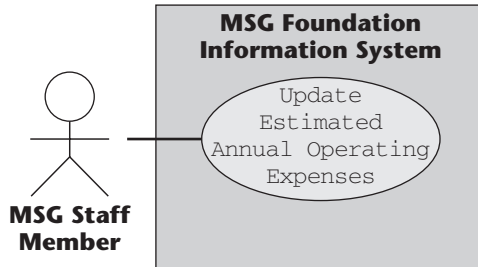 MSG Foundation
Information System
Update
Estimated
Annual Operating
Expenses
MSG Staff
Member